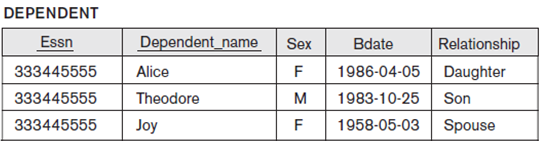 DEPENDENT
Essn Dependent_name Sex Bdate Relationship
333445555 Alice F 1986-04-05 Daughter
333445555 Theodore M 1983-10-25 Son
333445555 Joy F 1958-05-03 Spouse